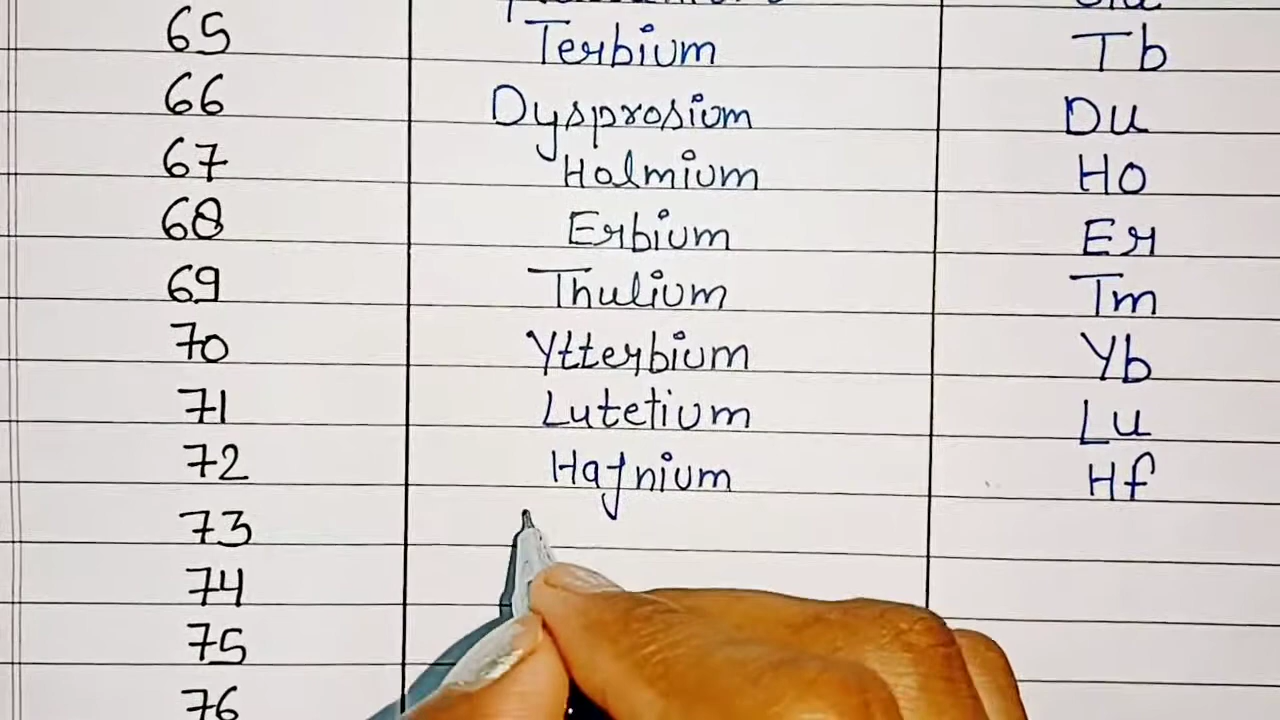 65 Terbium Tb
66 Dysprosium Du
67 Holmium Ho
68 Erbium Er
69 Thulium Tm
70 Ytterbium Yb
71 Lutetium Lu
72 Hafnium Hf
73
74
75
76